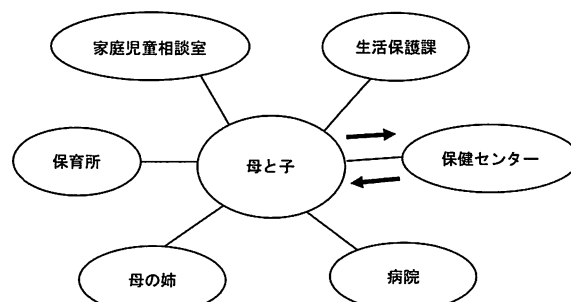 家庭児童相談室
生活保護課
保育所
母と子
保健センター
母の姉
病院